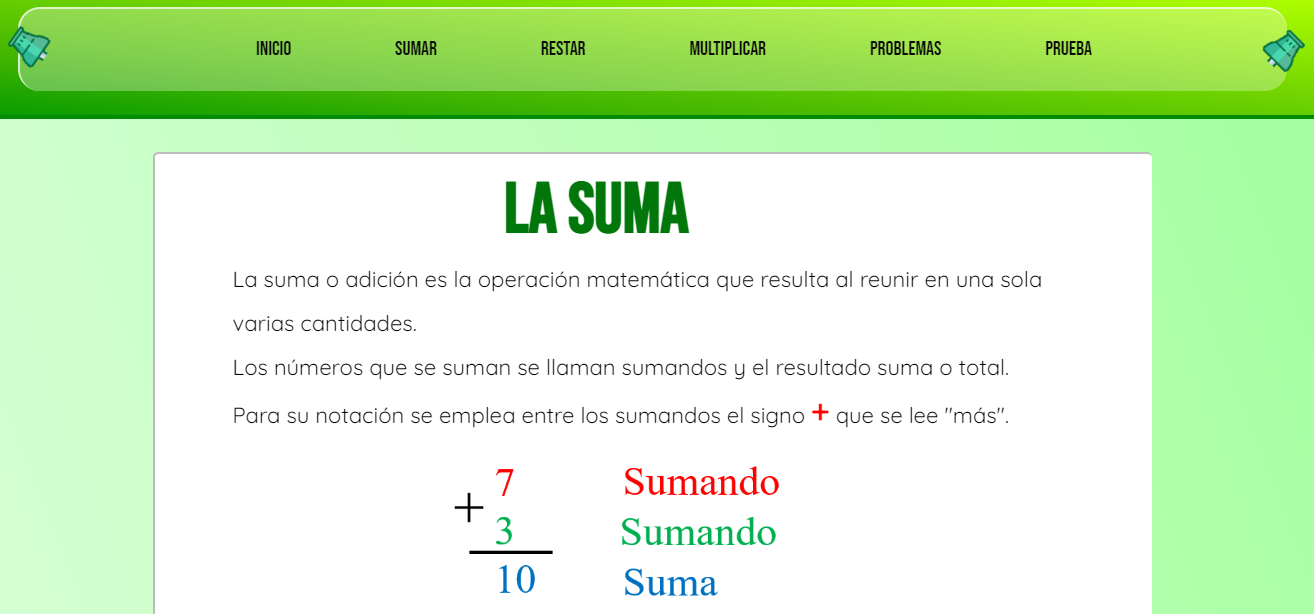 INICIO SUMAR RESTAR MULTIPLICAR PROBLEMAS PRUEBA
LA SUMA
La suma o adición es la operación matemática que resulta al reunir en una sola
varias cantidades.
Los números que se suman se llaman sumandos y el resultado suma o total.
Para su notación se emplea entre los sumandos el signo + que se lee "más".
7 Sumando
+
3 Sumando
10 Suma